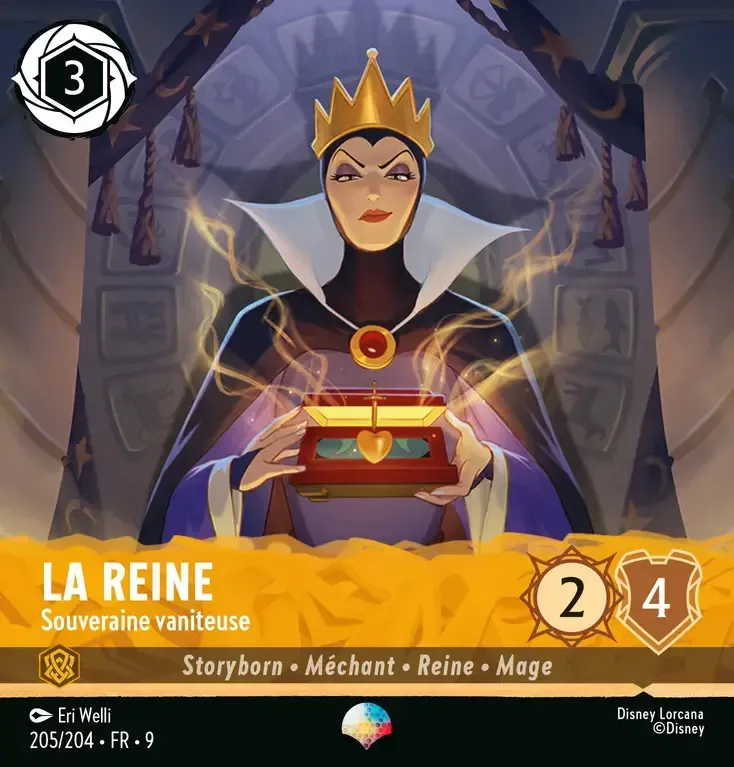 3
LA REINE
Souveraine vaniteuse
2
4
Storyborn • Méchant • Reine • Mage
Eri Welli
205/204 • FR • 9
Disney Lorcana
©Disney